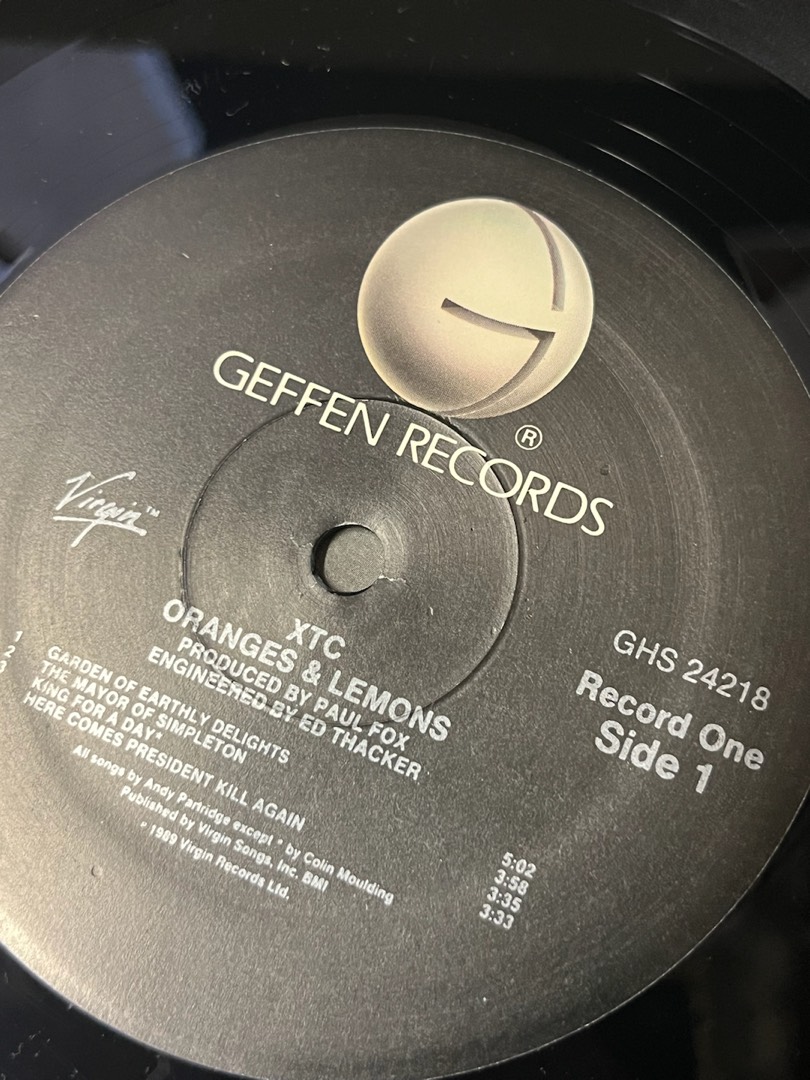 GEFFEN RECORDS
®
Virgin™
XTC
ORANGES & LEMONS
PRODUCED BY PAUL FOX
ENGINEERED BY ED THACKER
GHS 24218
Record One
Side 1
1 GARDEN OF EARTHLY DELIGHTS 5:02
2 THE MAYOR OF SIMPLETON 3:58
3 KING FOR A DAY* 3:35
HERE COMES PRESIDENT KILL AGAIN 3:33
All songs by Andy Partridge except * by Colin Moulding
Published by Virgin Songs, Inc. BMI
℗ 1989 Virgin Records Ltd.